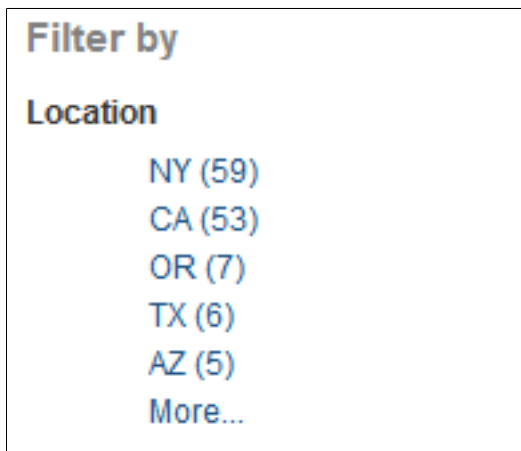 Filter by
Location
NY (59)
CA (53)
OR (7)
TX (6)
AZ (5)
More...